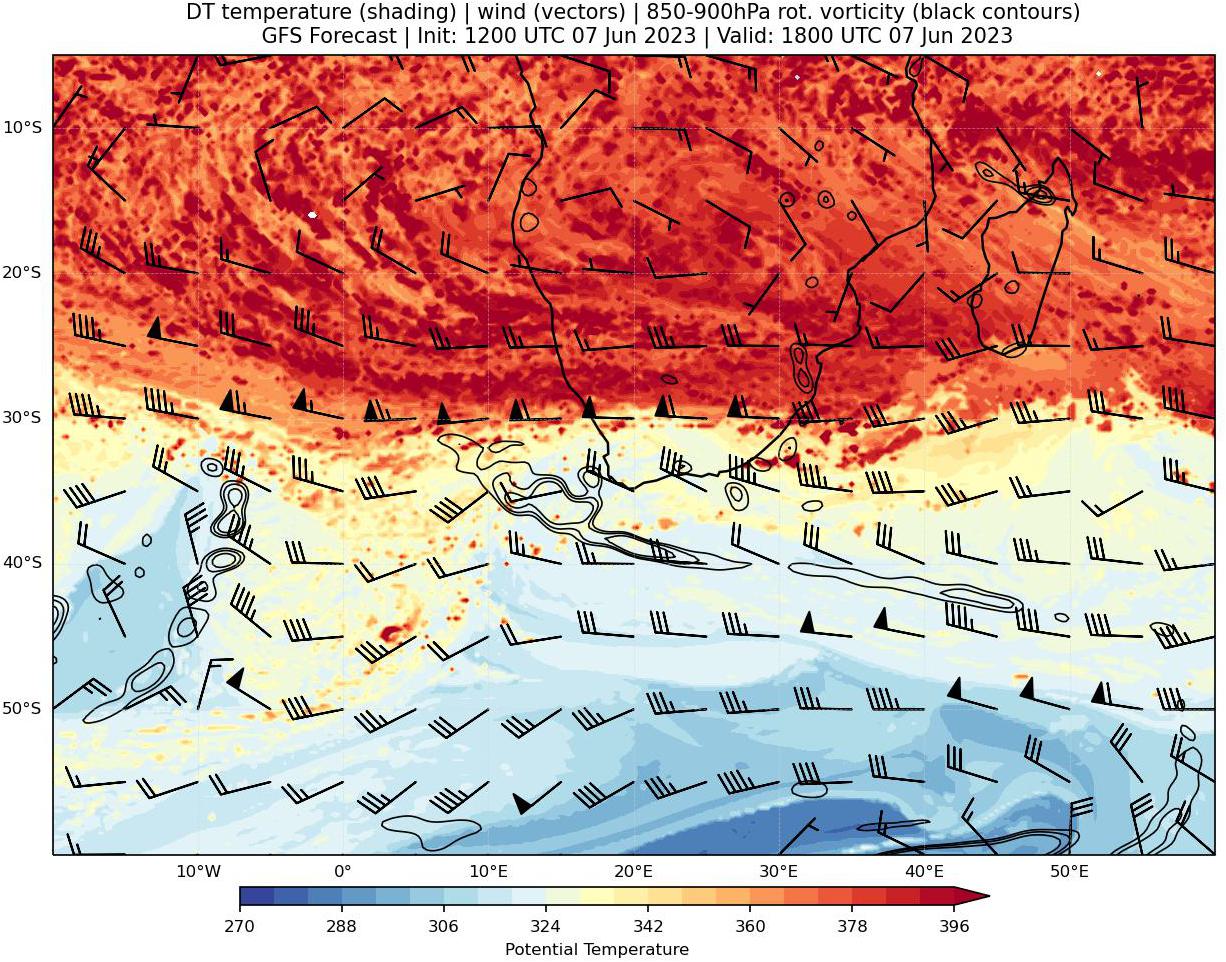 DT temperature (shading) | wind (vectors) | 850-900hPa rot. vorticity (black contours)
GFS Forecast | Init: 1200 UTC 07 Jun 2023 | Valid: 1800 UTC 07 Jun 2023
10°S
20°S
30°S
40°S
50°S
10°W 0° 10°E 20°E 30°E 40°E 50°E
270 288 306 324 342 360 378 396
Potential Temperature